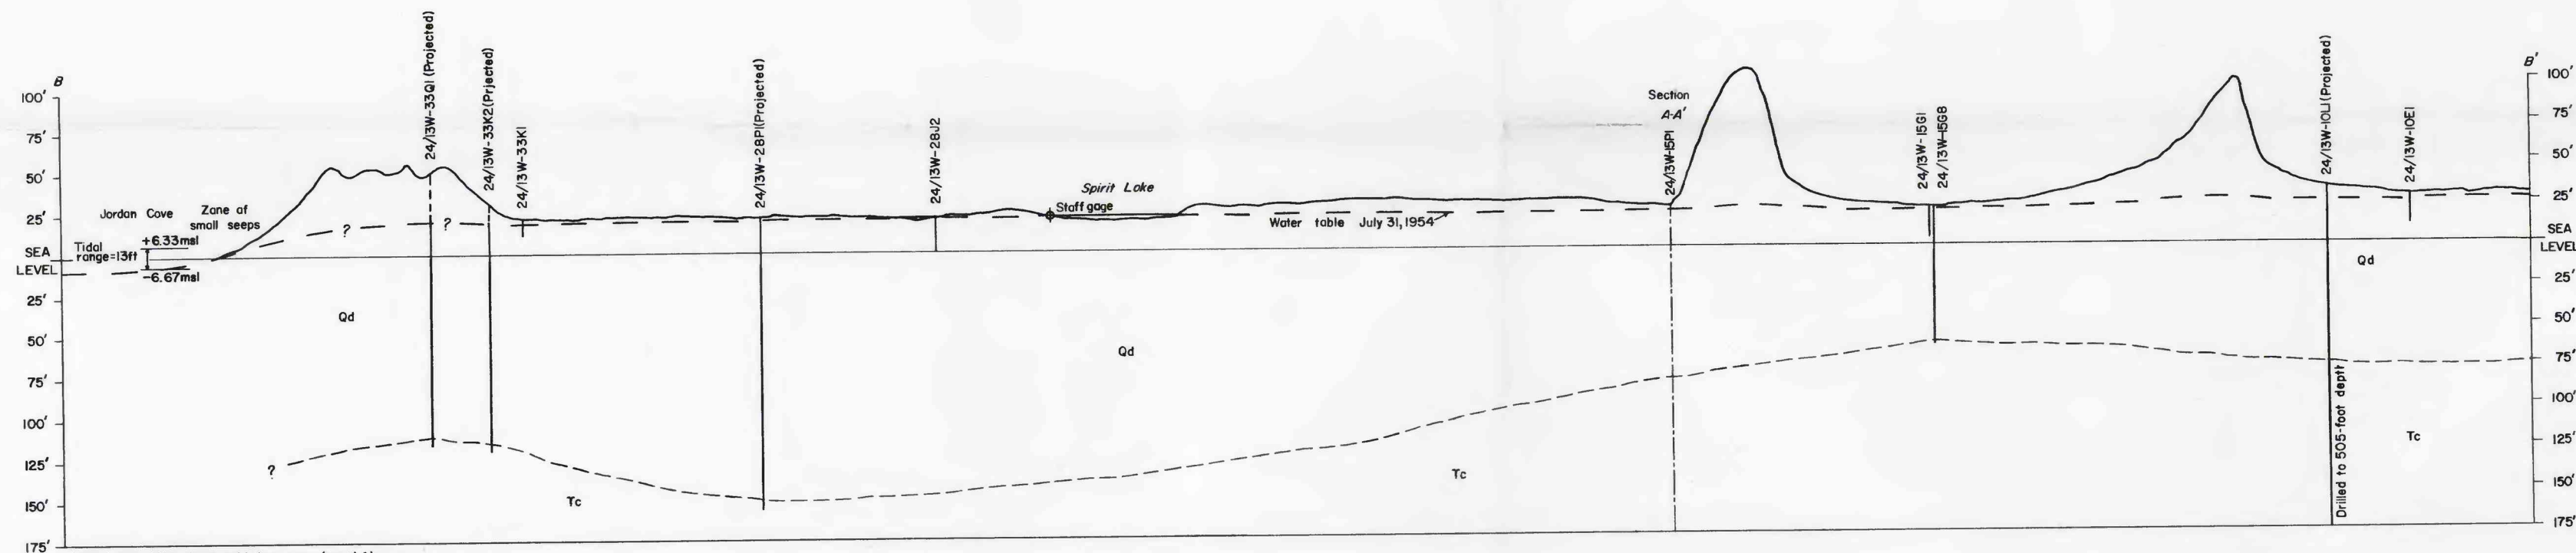 B
100'
75'
50'
25'
SEA
LEVEL
25'
50'
75'
100'
125'
150'
175'
Jordan Cove
Zone of
small seeps
Tidal
range=13ft
+6.33msl
-6.67msl
24/13W-33Q1 (Projected)
24/13W-33K2(Prjected)
24/13W-33K1
24/13W-28P1(Projected)
24/13W-28J2
Spirit Lake
Staff gage
Water table July 31, 1954
Section
A-A'
24/13W-15P1
24/13W-15G1
24/13W-15G8
24/13W-10L1(Projected)
24/13W-10E1
?
?
?
Qd
Qd
Qd
Tc
Tc
Tc
Drilled to 505-foot depth
B'
100'
75'
50'
25'
SEA
LEVEL
25'
50'
75'
100'
125'
150'
175'